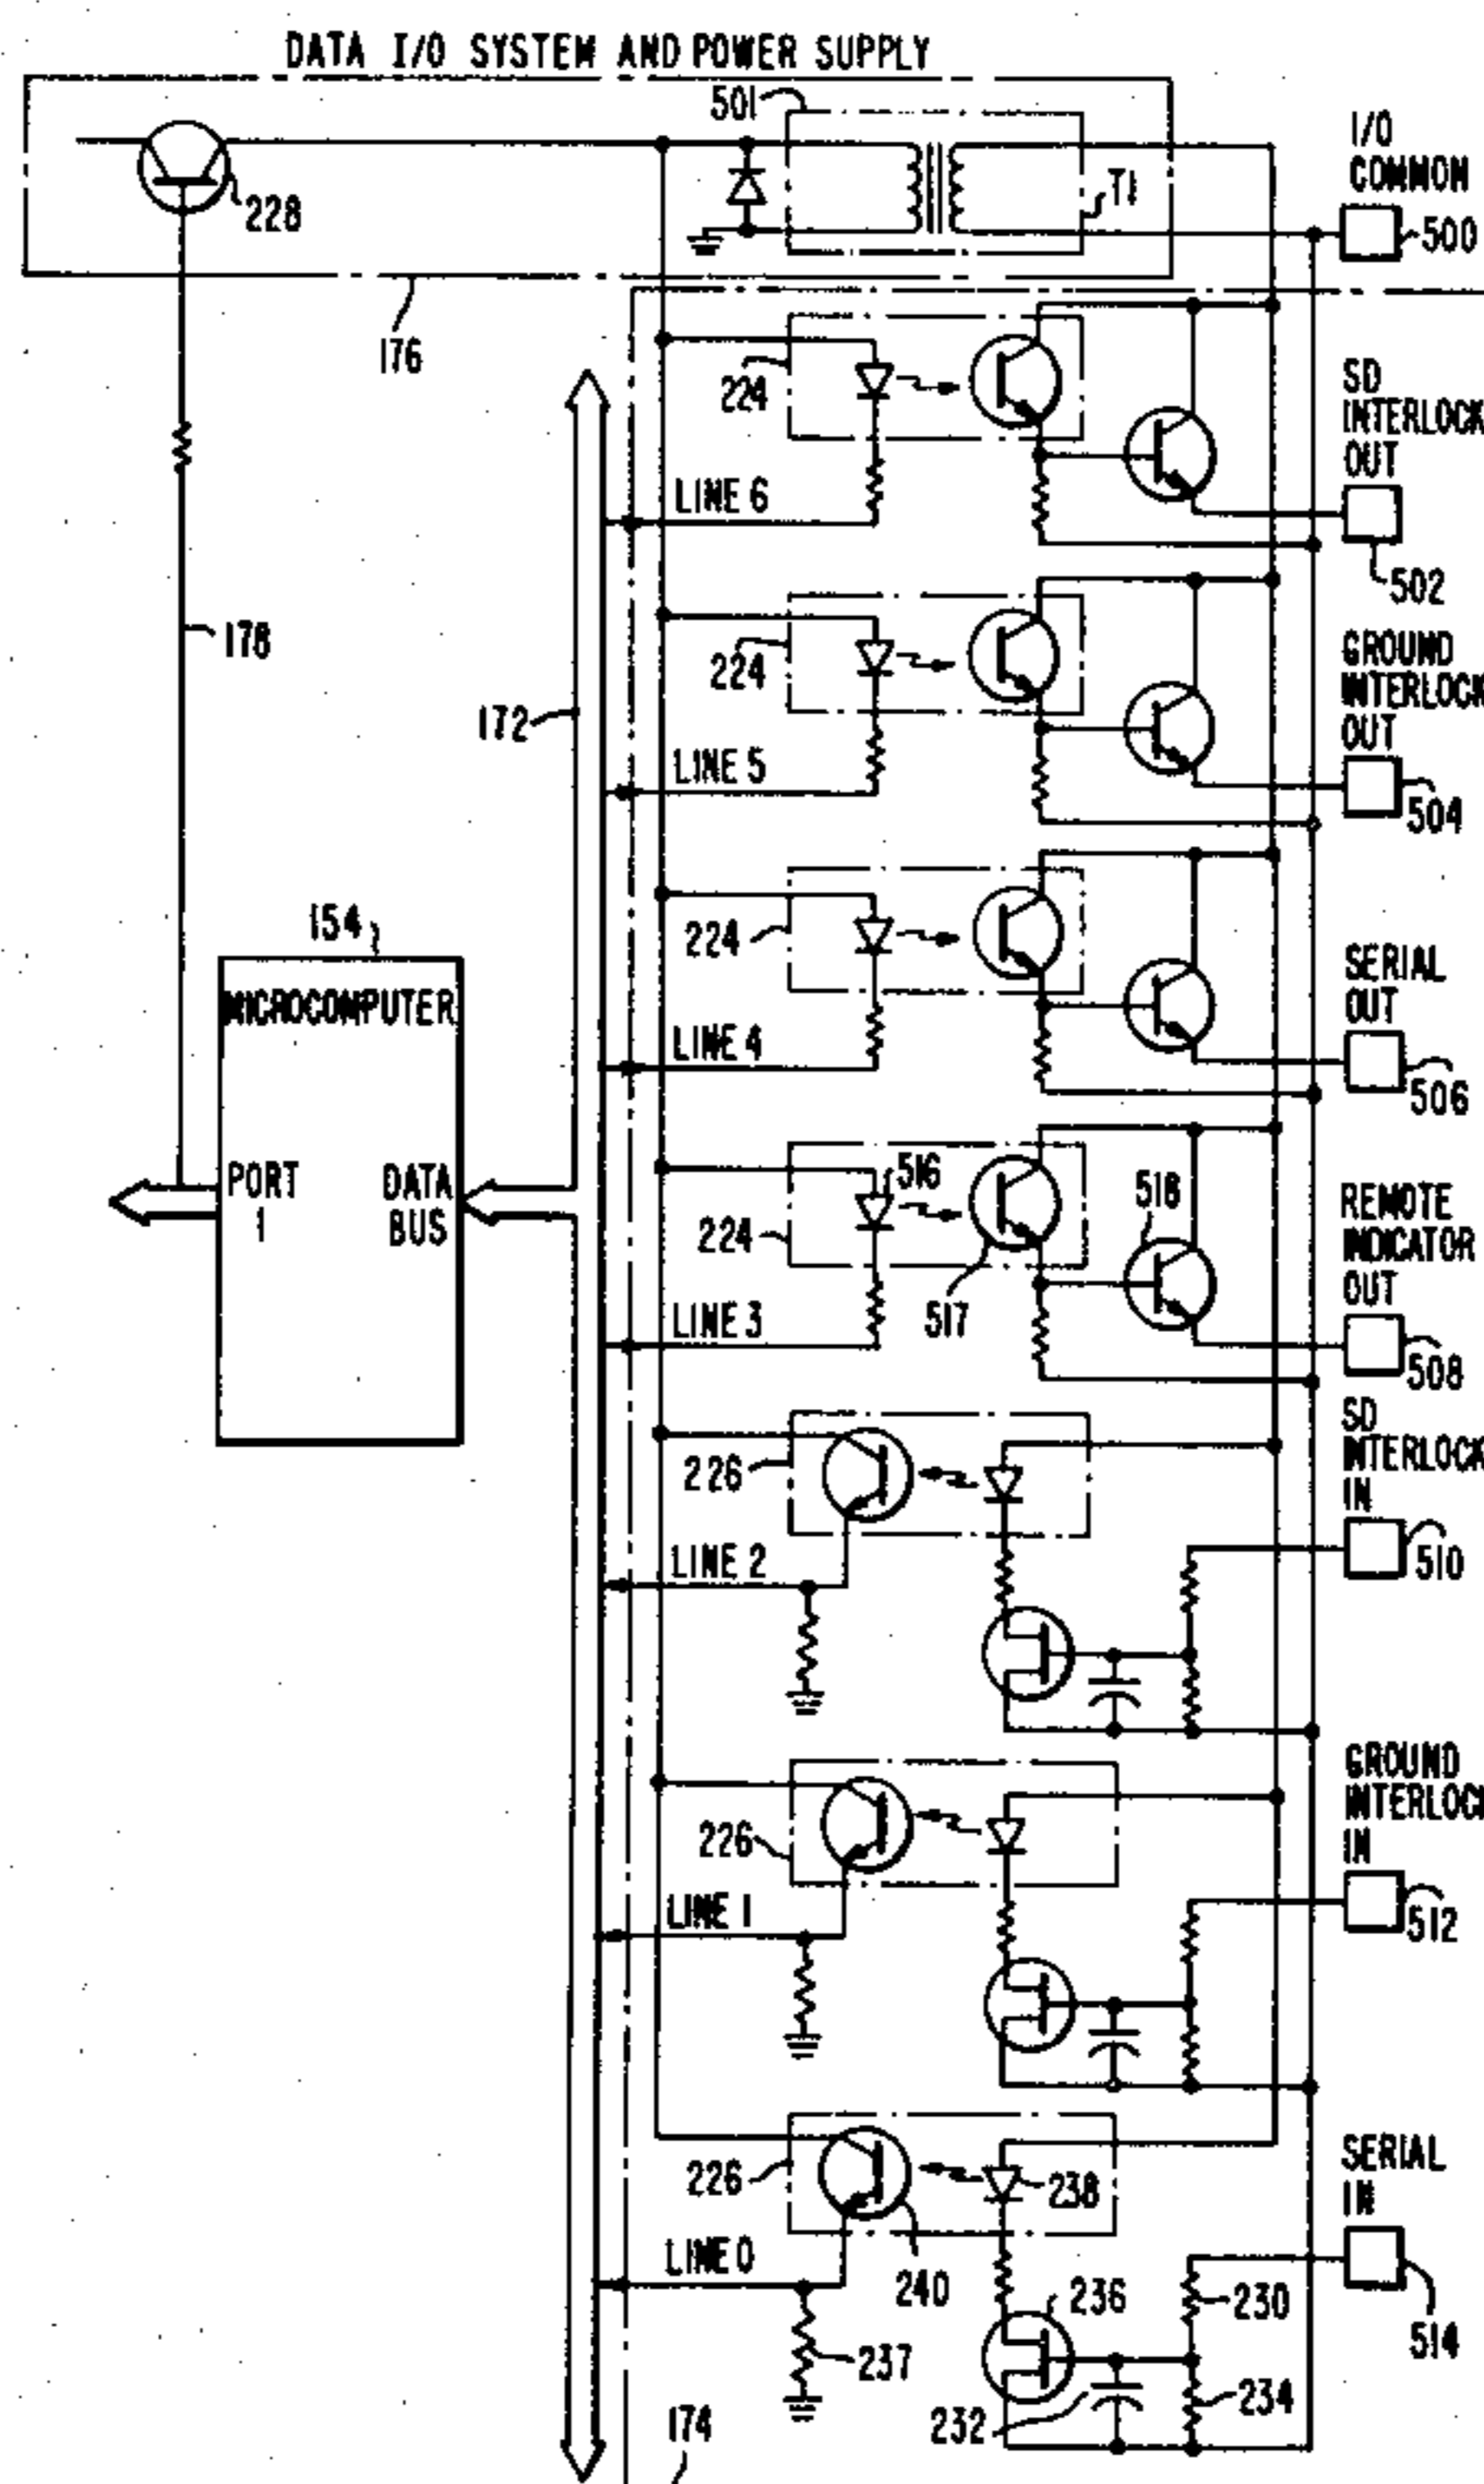 DATA I/O SYSTEM AND POWER SUPPLY
501
I/O
COMMON
228
T1
500
176
224
SD
INTERLOCK
OUT
LINE 6
502
178
224
GROUND
INTERLOCK
OUT
172
LINE 5
504
154
MICROCOMPUTER
224
SERIAL
OUT
LINE 4
506
PORT
1
DATA
BUS
516
224
518
REMOTE
INDICATOR
OUT
LINE 3
517
508
SD
INTERLOCK
IN
226
LINE 2
510
GROUND
IN
226
LINE 1
512
SERIAL
IN
226
238
LINE 0
240
236
230
514
237
232
234
174